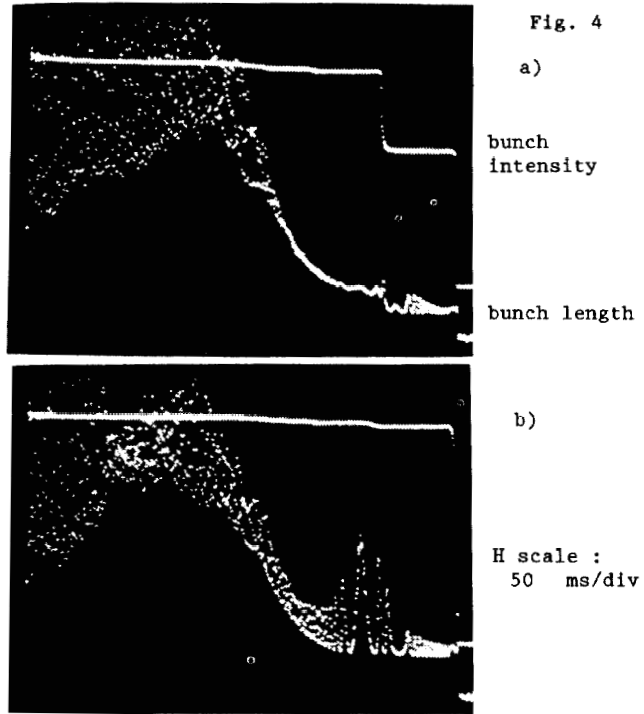 Fig. 4
a)
bunch
intensity
bunch length
b)
H scale :
50 ms/div